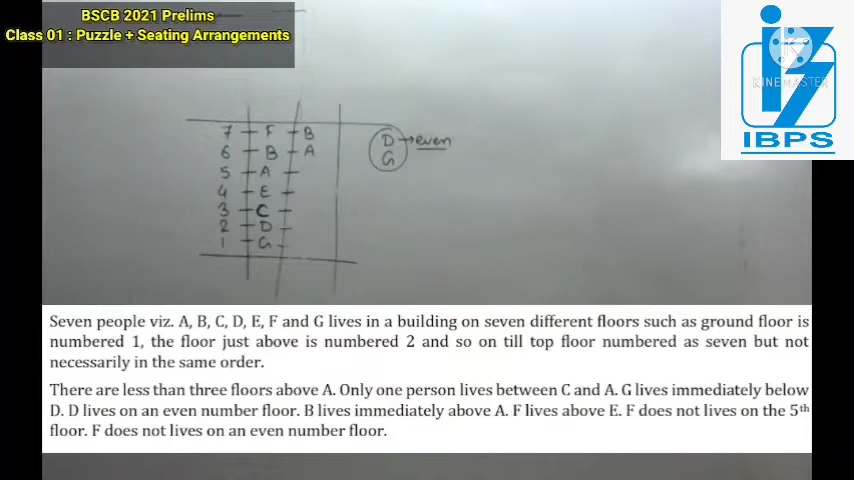 BSCB 2021 Prelims
Class 01 : Puzzle + Seating Arrangements
KINEMASTER
IBPS
7 F B
6 B A
5 A
4 E
3 C
2 D
1 G
D → even
G
Seven people viz. A, B, C, D, E, F and G lives in a building on seven different floors such as ground floor is
numbered 1, the floor just above is numbered 2 and so on till top floor numbered as seven but not
necessarily in the same order.
There are less than three floors above A. Only one person lives between C and A. G lives immediately below
D. D lives on an even number floor. B lives immediately above A. F lives above E. F does not lives on the 5th
floor. F does not lives on an even number floor.